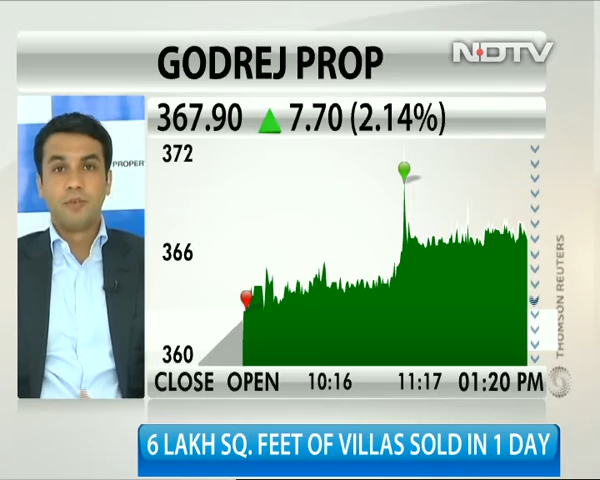 GODREJ PROP
NDTV
367.90 7.70 (2.14%)
PROPER
372
366
360
CLOSE OPEN 10:16 11:17 01:20 PM
THOMSON REUTERS
6 LAKH SQ. FEET OF VILLAS SOLD IN 1 DAY